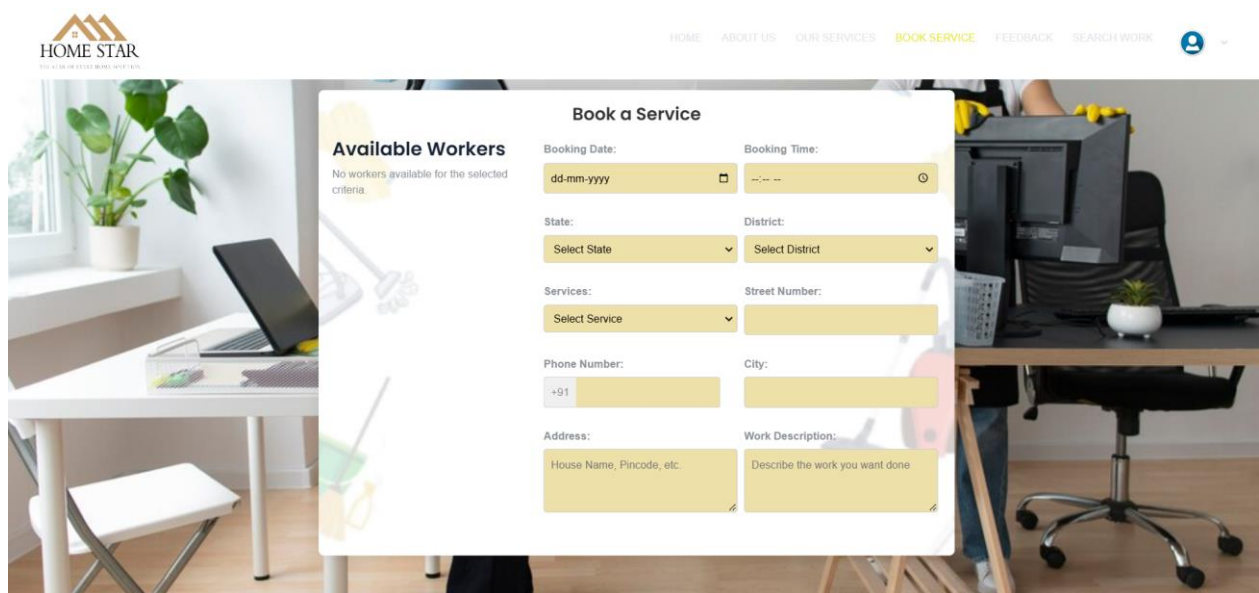 HOME STAR
HOME ABOUT US OUR SERVICES BOOK SERVICE FEEDBACK SEARCH WORK
Book a Service
Available Workers
No workers available for the selected
criteria.
Booking Date:
Booking Time:
dd-mm-yyyy
--:-- --
State:
District:
Select State
Select District
Services:
Street Number:
Select Service
Phone Number:
City:
+91
Address:
Work Description:
House Name, Pincode, etc.
Describe the work you want done